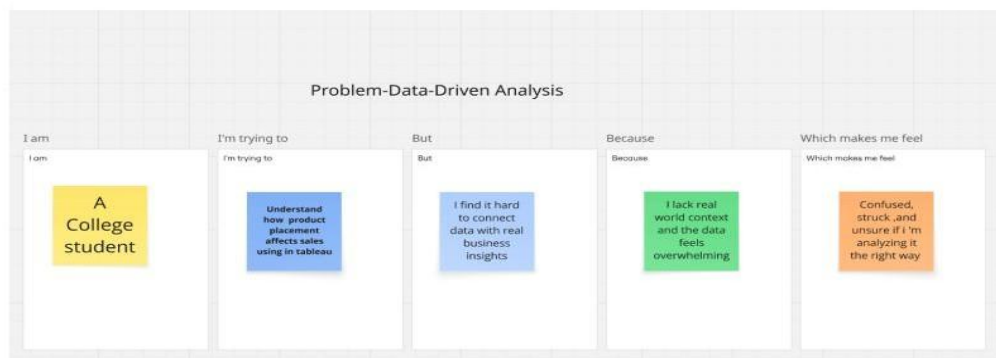 Problem-Data-Driven Analysis
I am
I'm trying to
But
Because
Which makes me feel
I am
I'm trying to
But
Because
Which makes me feel
A
College
student
Understand
how product
placement
affects sales
using in tableau
I find it hard
to connect
data with real
business
insights
I lack real
world context
and the data
feels
overwhelming
Confused,
struck ,and
unsure if i 'm
analyzing it
the right way